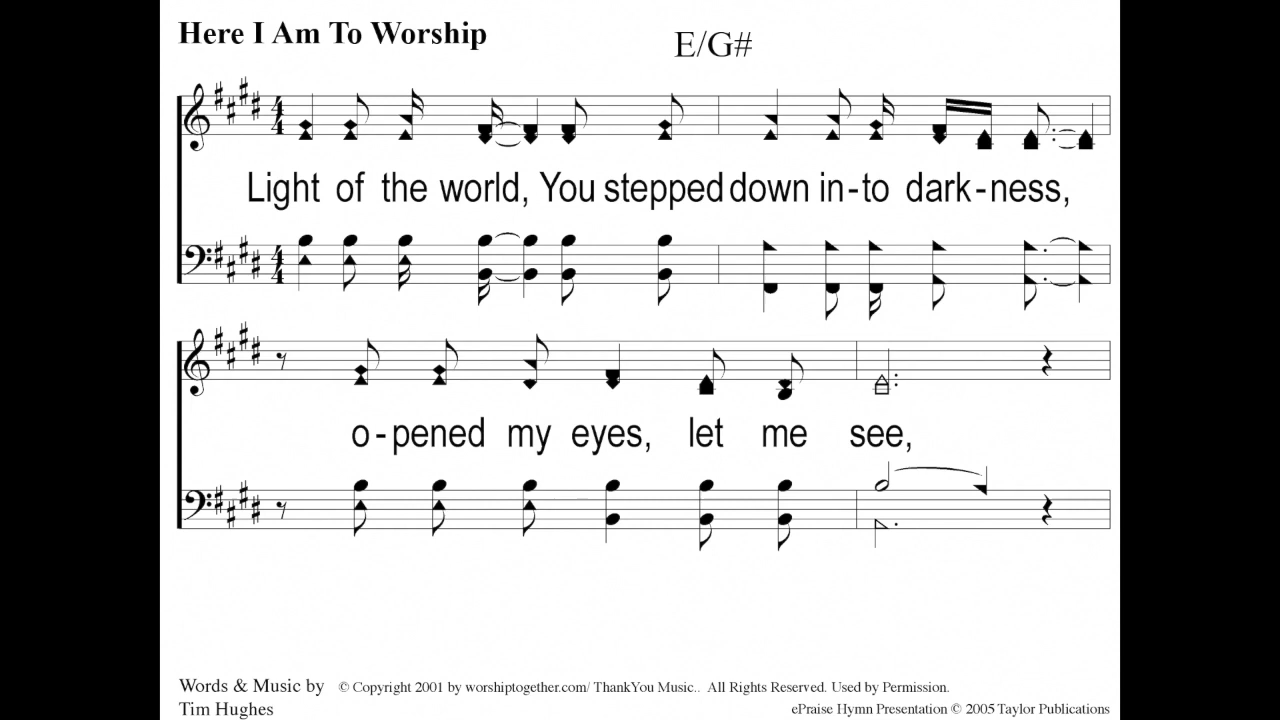 Here I Am To Worship
E/G#
Light of the world, You stepped down in-to dark-ness,
o-pened my eyes, let me see,
Words & Music by © Copyright 2001 by worshiptogether.com/ ThankYou Music.. All Rights Reserved. Used by Permission.
Tim Hughes ePraise Hymn Presentation © 2005 Taylor Publications